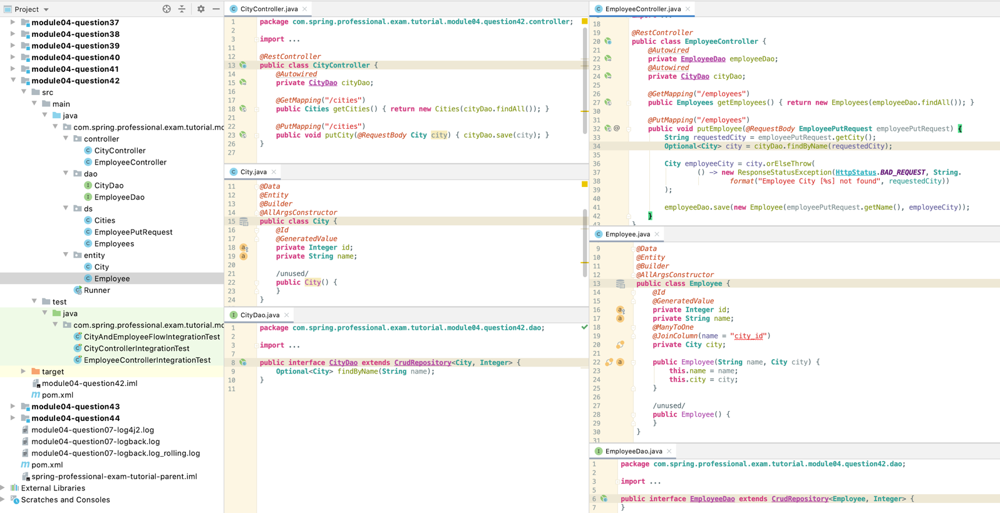 Project
module04-question37
module04-question38
module04-question39
module04-question40
module04-question41
module04-question42
src
main
java
com.spring.professional.exam.tutorial.mo
controller
CityController
EmployeeController
dao
CityDao
EmployeeDao
ds
Cities
EmployeePutRequest
Employees
entity
City
Employee
Runner
test
java
com.spring.professional.exam.tutorial.mo
CityAndEmployeeFlowIntegrationTest
CityControllerIntegrationTest
EmployeeControllerIntegrationTest
target
module04-question42.iml
pom.xml
module04-question43
module04-question44
module04-question07-log4j2.log
module04-question07-logback.log
module04-question07-logback.log_rolling.log
pom.xml
spring-professional-exam-tutorial-parent.iml
External Libraries
Scratches and Consoles
CityController.java
1 package com.spring.professional.exam.tutorial.module04.question42.controller;
2
3 import ...
11
12 @RestController
13 public class CityController {
14 @Autowired
15 private CityDao cityDao;
16
17 @GetMapping("/cities")
18 public Cities getCities() { return new Cities(cityDao.findAll()); }
21
22 @PutMapping("/cities")
23 public void putCity(@RequestBody City city) { cityDao.save(city); }
26 }
27
City.java
11 @Data
12 @Entity
13 @Builder
14 @AllArgsConstructor
15 public class City {
16 @Id
17 @GeneratedValue
18 private Integer id;
19 private String name;
20
21 /unused/
22 public City() {
23 }
24 }
CityDao.java
1 package com.spring.professional.exam.tutorial.module04.question42.dao;
2
3 import ...
7
8 public interface CityDao extends CrudRepository<City, Integer> {
9 Optional<City> findByName(String name);
10 }
11
EmployeeController.java
import ...
18
19 @RestController
20 public class EmployeeController {
21 @Autowired
22 private EmployeeDao employeeDao;
23 @Autowired
24 private CityDao cityDao;
25
26 @GetMapping("/employees")
27 public Employees getEmployees() { return new Employees(employeeDao.findAll()); }
30
31 @PutMapping("/employees")
32 @ public void putEmployee(@RequestBody EmployeePutRequest employeePutRequest) {
33 String requestedCity = employeePutRequest.getCity();
34 Optional<City> city = cityDao.findByName(requestedCity);
35
36 City employeeCity = city.orElseThrow(
37 () -> new ResponseStatusException(HttpStatus.BAD_REQUEST, String.
38 format("Employee City [%s] not found", requestedCity))
39 );
40
41 employeeDao.save(new Employee(employeePutRequest.getName(), employeeCity));
42 }
43 }
Employee.java
9 @Data
10 @Entity
11 @Builder
12 @AllArgsConstructor
13 public class Employee {
14 @Id
15 @GeneratedValue
16 private Integer id;
17 private String name;
18 @ManyToOne
19 @JoinColumn(name = "city_id")
20 private City city;
21
22 public Employee(String name, City city) {
23 this.name = name;
24 this.city = city;
25 }
26
27 /unused/
28 public Employee() {
29 }
30 }
31
EmployeeDao.java
1 package com.spring.professional.exam.tutorial.module04.question42.dao;
2
3 import ...
5
6 public interface EmployeeDao extends CrudRepository<Employee, Integer> {
7 }